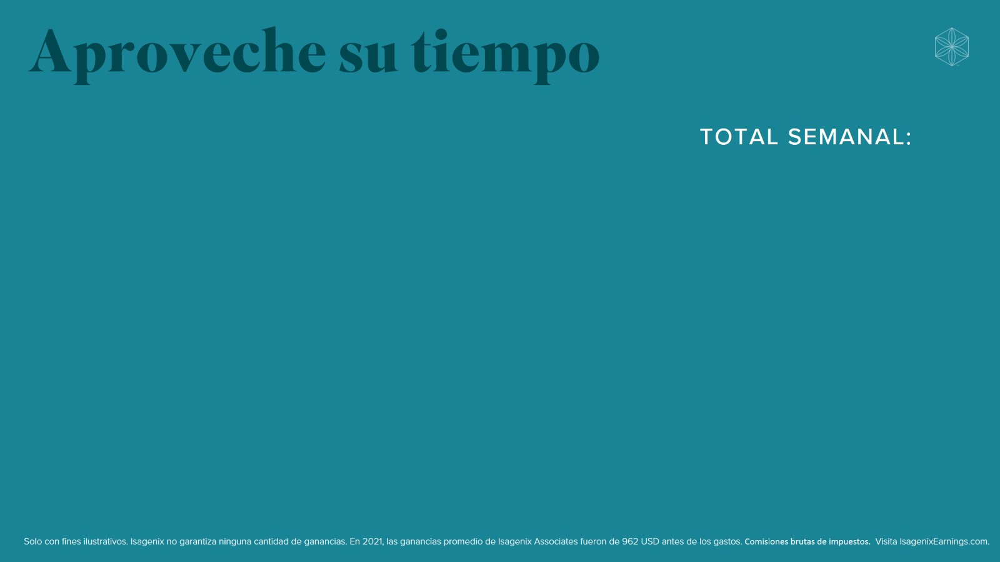 Aproveche su tiempo
TOTAL SEMANAL:
Solo con fines ilustrativos. Isagenix no garantiza ninguna cantidad de ganancias. En 2021, las ganancias promedio de Isagenix Associates fueron de 962 USD antes de los gastos. Comisiones brutas de impuestos. Visita IsagenixEarnings.com.